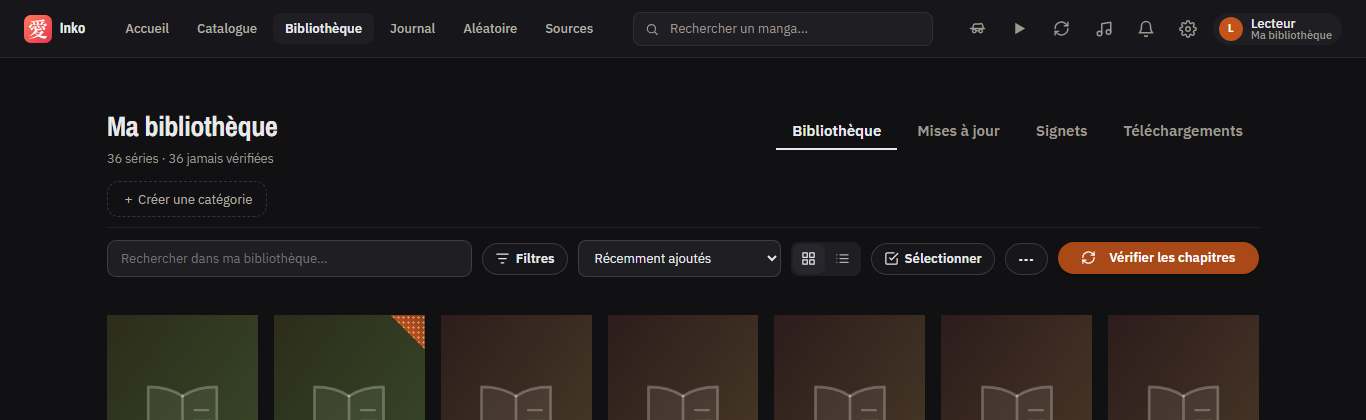 愛 Inko Accueil Catalogue Bibliothèque Journal Aléatoire Sources Rechercher un manga... L Lecteur
Ma bibliothèque
Ma bibliothèque
Bibliothèque Mises à jour Signets Téléchargements
36 séries · 36 jamais vérifiées
+ Créer une catégorie
Rechercher dans ma bibliothèque... Filtres Récemment ajoutés Sélectionner --- Vérifier les chapitres